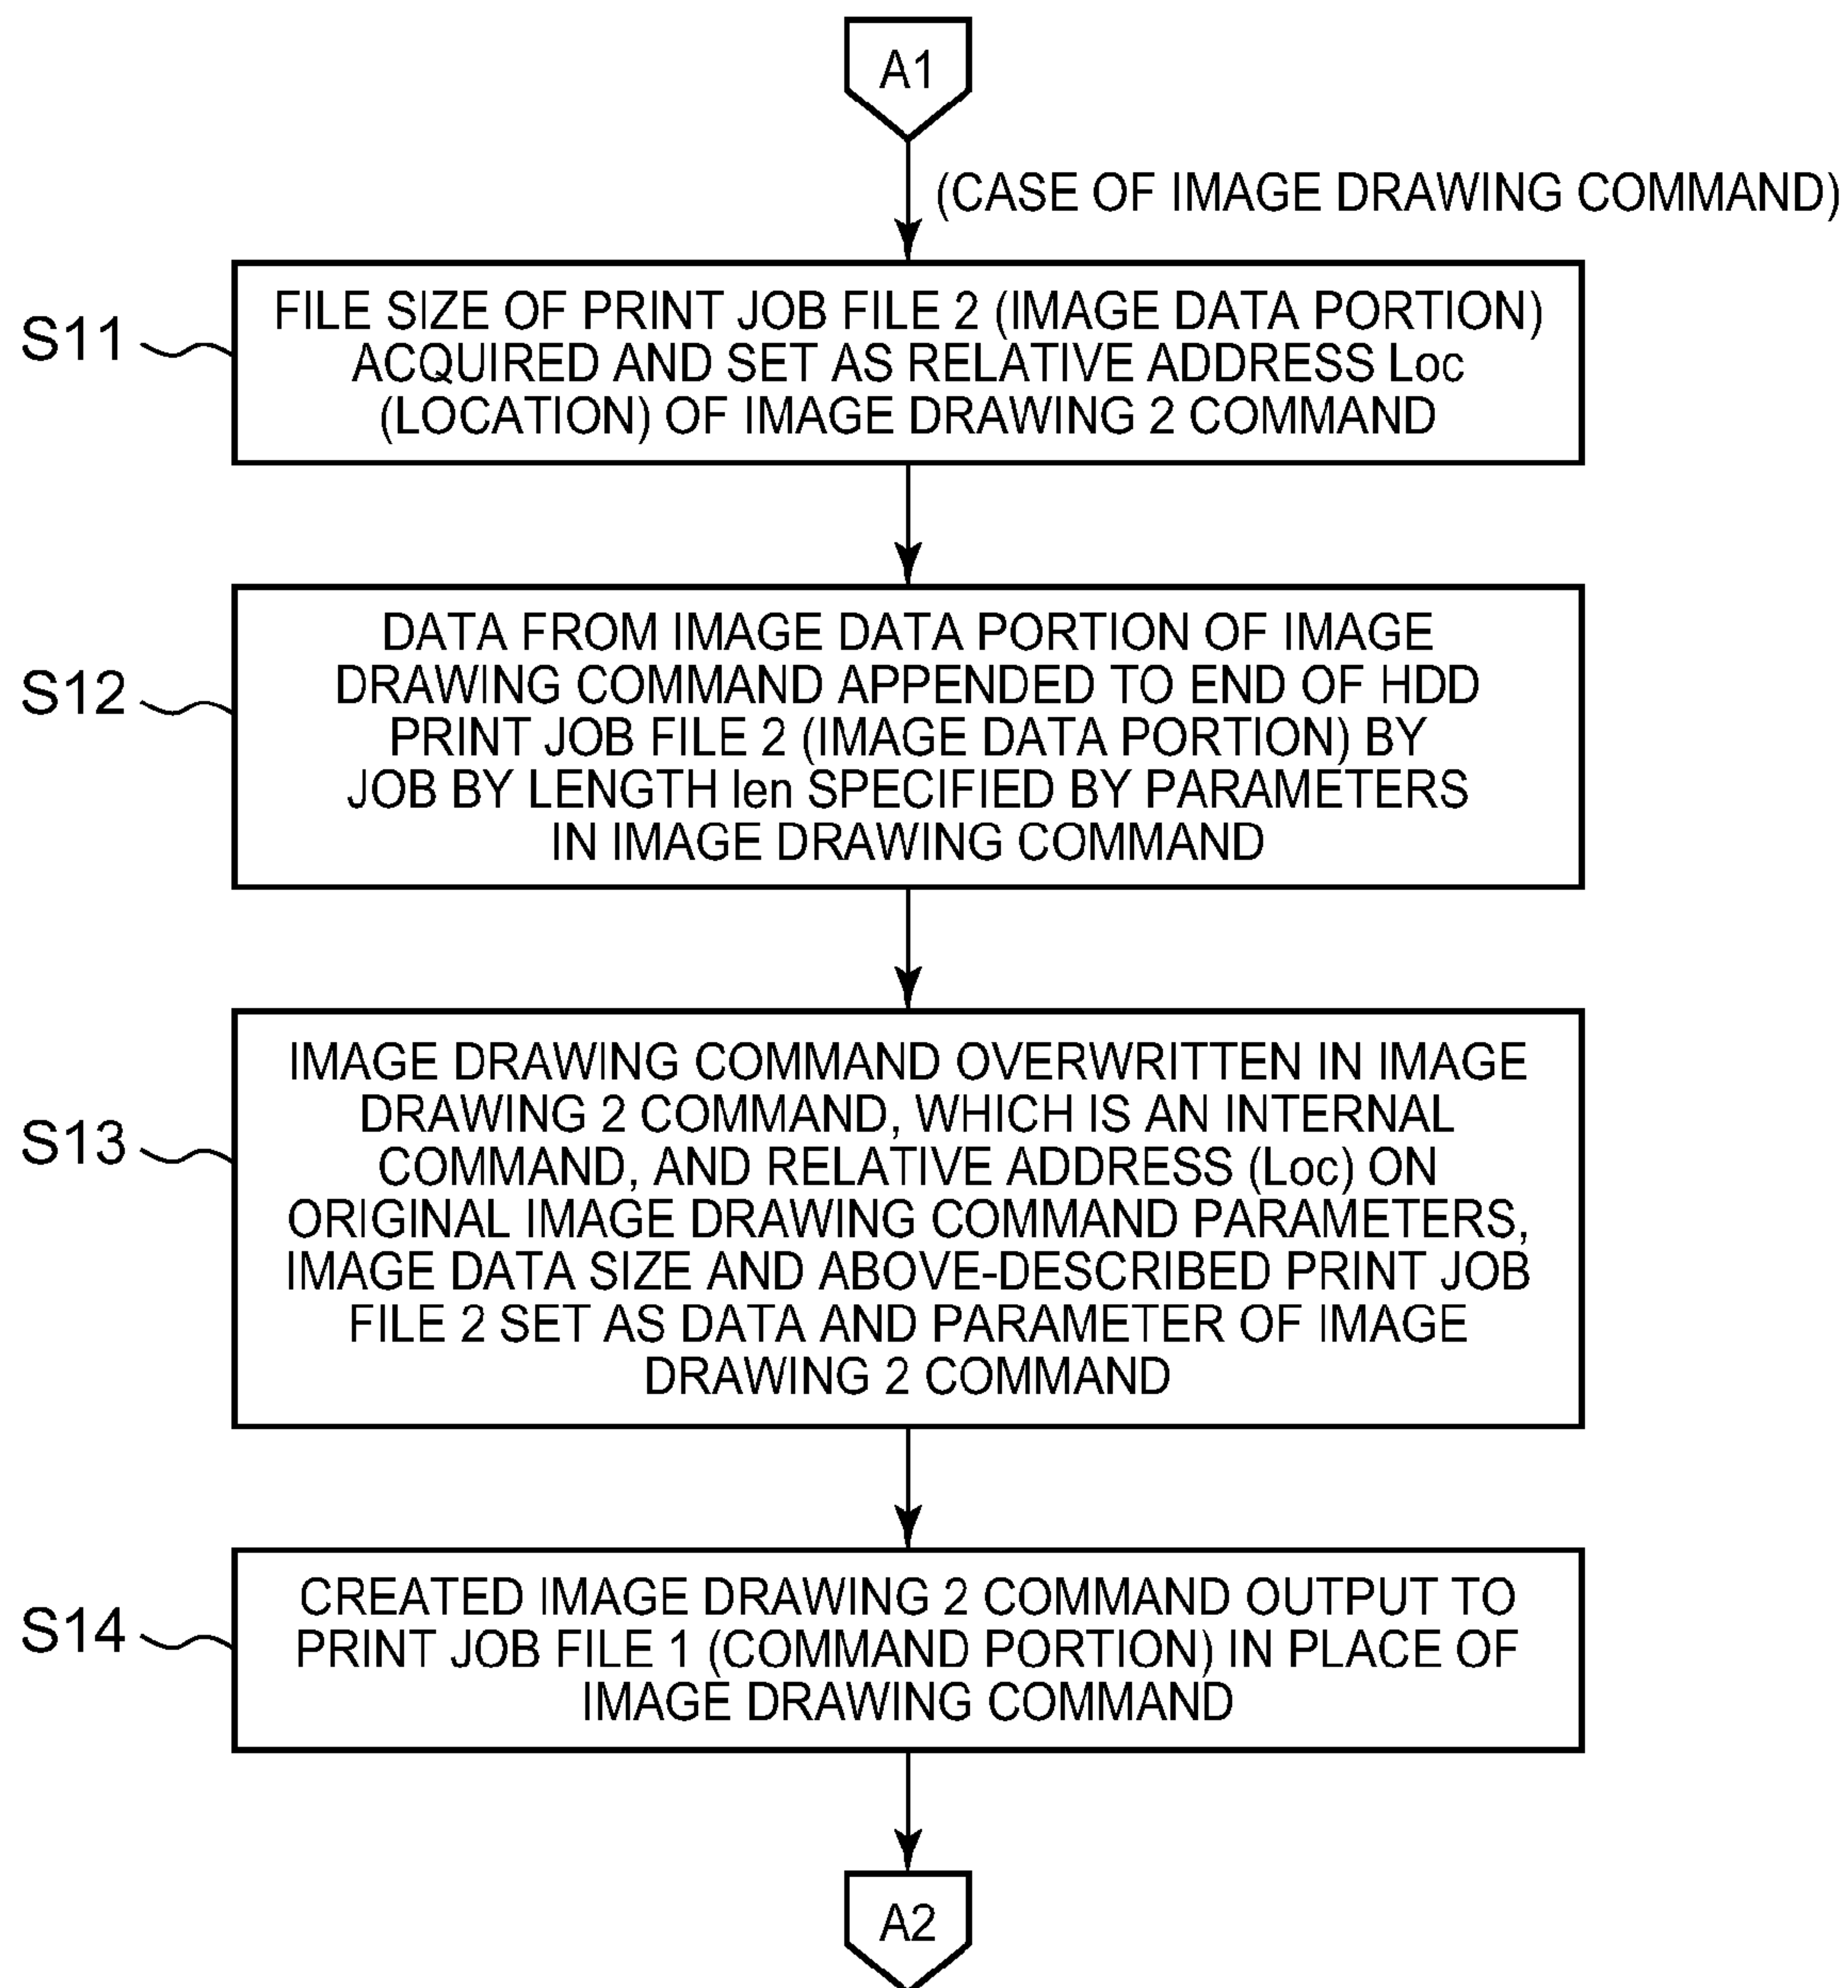 A1
(CASE OF IMAGE DRAWING COMMAND)
S11
FILE SIZE OF PRINT JOB FILE 2 (IMAGE DATA PORTION)
ACQUIRED AND SET AS RELATIVE ADDRESS Loc
(LOCATION) OF IMAGE DRAWING 2 COMMAND
S12
DATA FROM IMAGE DATA PORTION OF IMAGE
DRAWING COMMAND APPENDED TO END OF HDD
PRINT JOB FILE 2 (IMAGE DATA PORTION) BY
JOB BY LENGTH len SPECIFIED BY PARAMETERS
IN IMAGE DRAWING COMMAND
S13
IMAGE DRAWING COMMAND OVERWRITTEN IN IMAGE
DRAWING 2 COMMAND, WHICH IS AN INTERNAL
COMMAND, AND RELATIVE ADDRESS (Loc) ON
ORIGINAL IMAGE DRAWING COMMAND PARAMETERS,
IMAGE DATA SIZE AND ABOVE-DESCRIBED PRINT JOB
FILE 2 SET AS DATA AND PARAMETER OF IMAGE
DRAWING 2 COMMAND
S14
CREATED IMAGE DRAWING 2 COMMAND OUTPUT TO
PRINT JOB FILE 1 (COMMAND PORTION) IN PLACE OF
IMAGE DRAWING COMMAND
A2